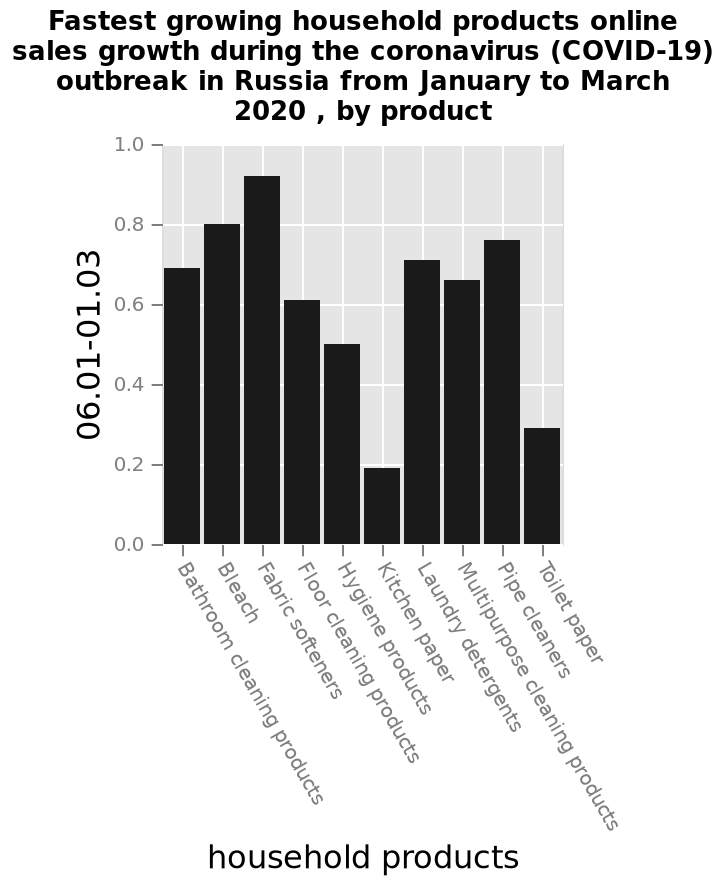 Fastest growing household products online
sales growth during the coronavirus (COVID-19)
outbreak in Russia from January to March
2020 , by product
06.01-01.03
1.0
0.8
0.6
0.4
0.2
0.0
Bathroom cleaning products
Bleach
Fabric softeners
Floor cleaning products
Hygiene products
Kitchen paper
Laundry detergents
Multipurpose cleaning products
Pipe cleaners
Toilet paper
household products